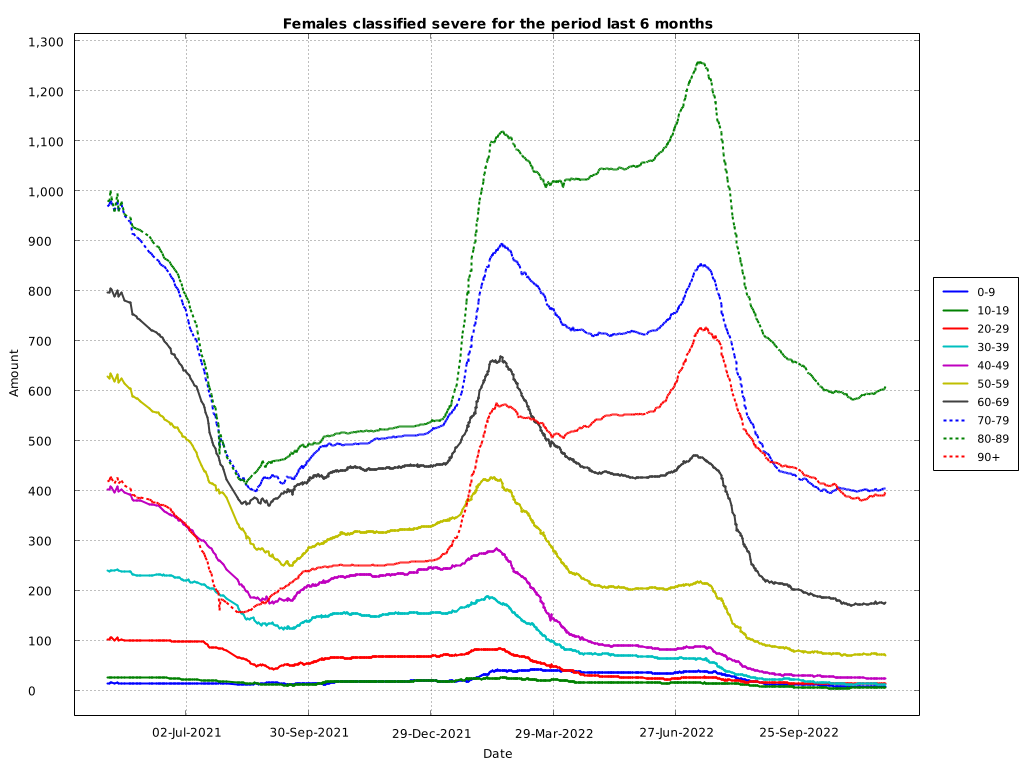 Females classified severe for the period last 6 months
1,300
1,200
1,100
1,000
900
800
700
600
500
400
300
200
100
0
Amount
02-Jul-2021
30-Sep-2021
29-Dec-2021
29-Mar-2022
27-Jun-2022
25-Sep-2022
Date
0-9
10-19
20-29
30-39
40-49
50-59
60-69
70-79
80-89
90+